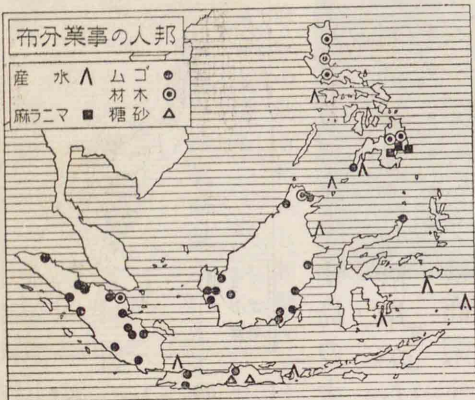 邦人の事業分布
● ゴム Λ 水産
◎ 木材
△ 砂糖 ■ マニラ麻